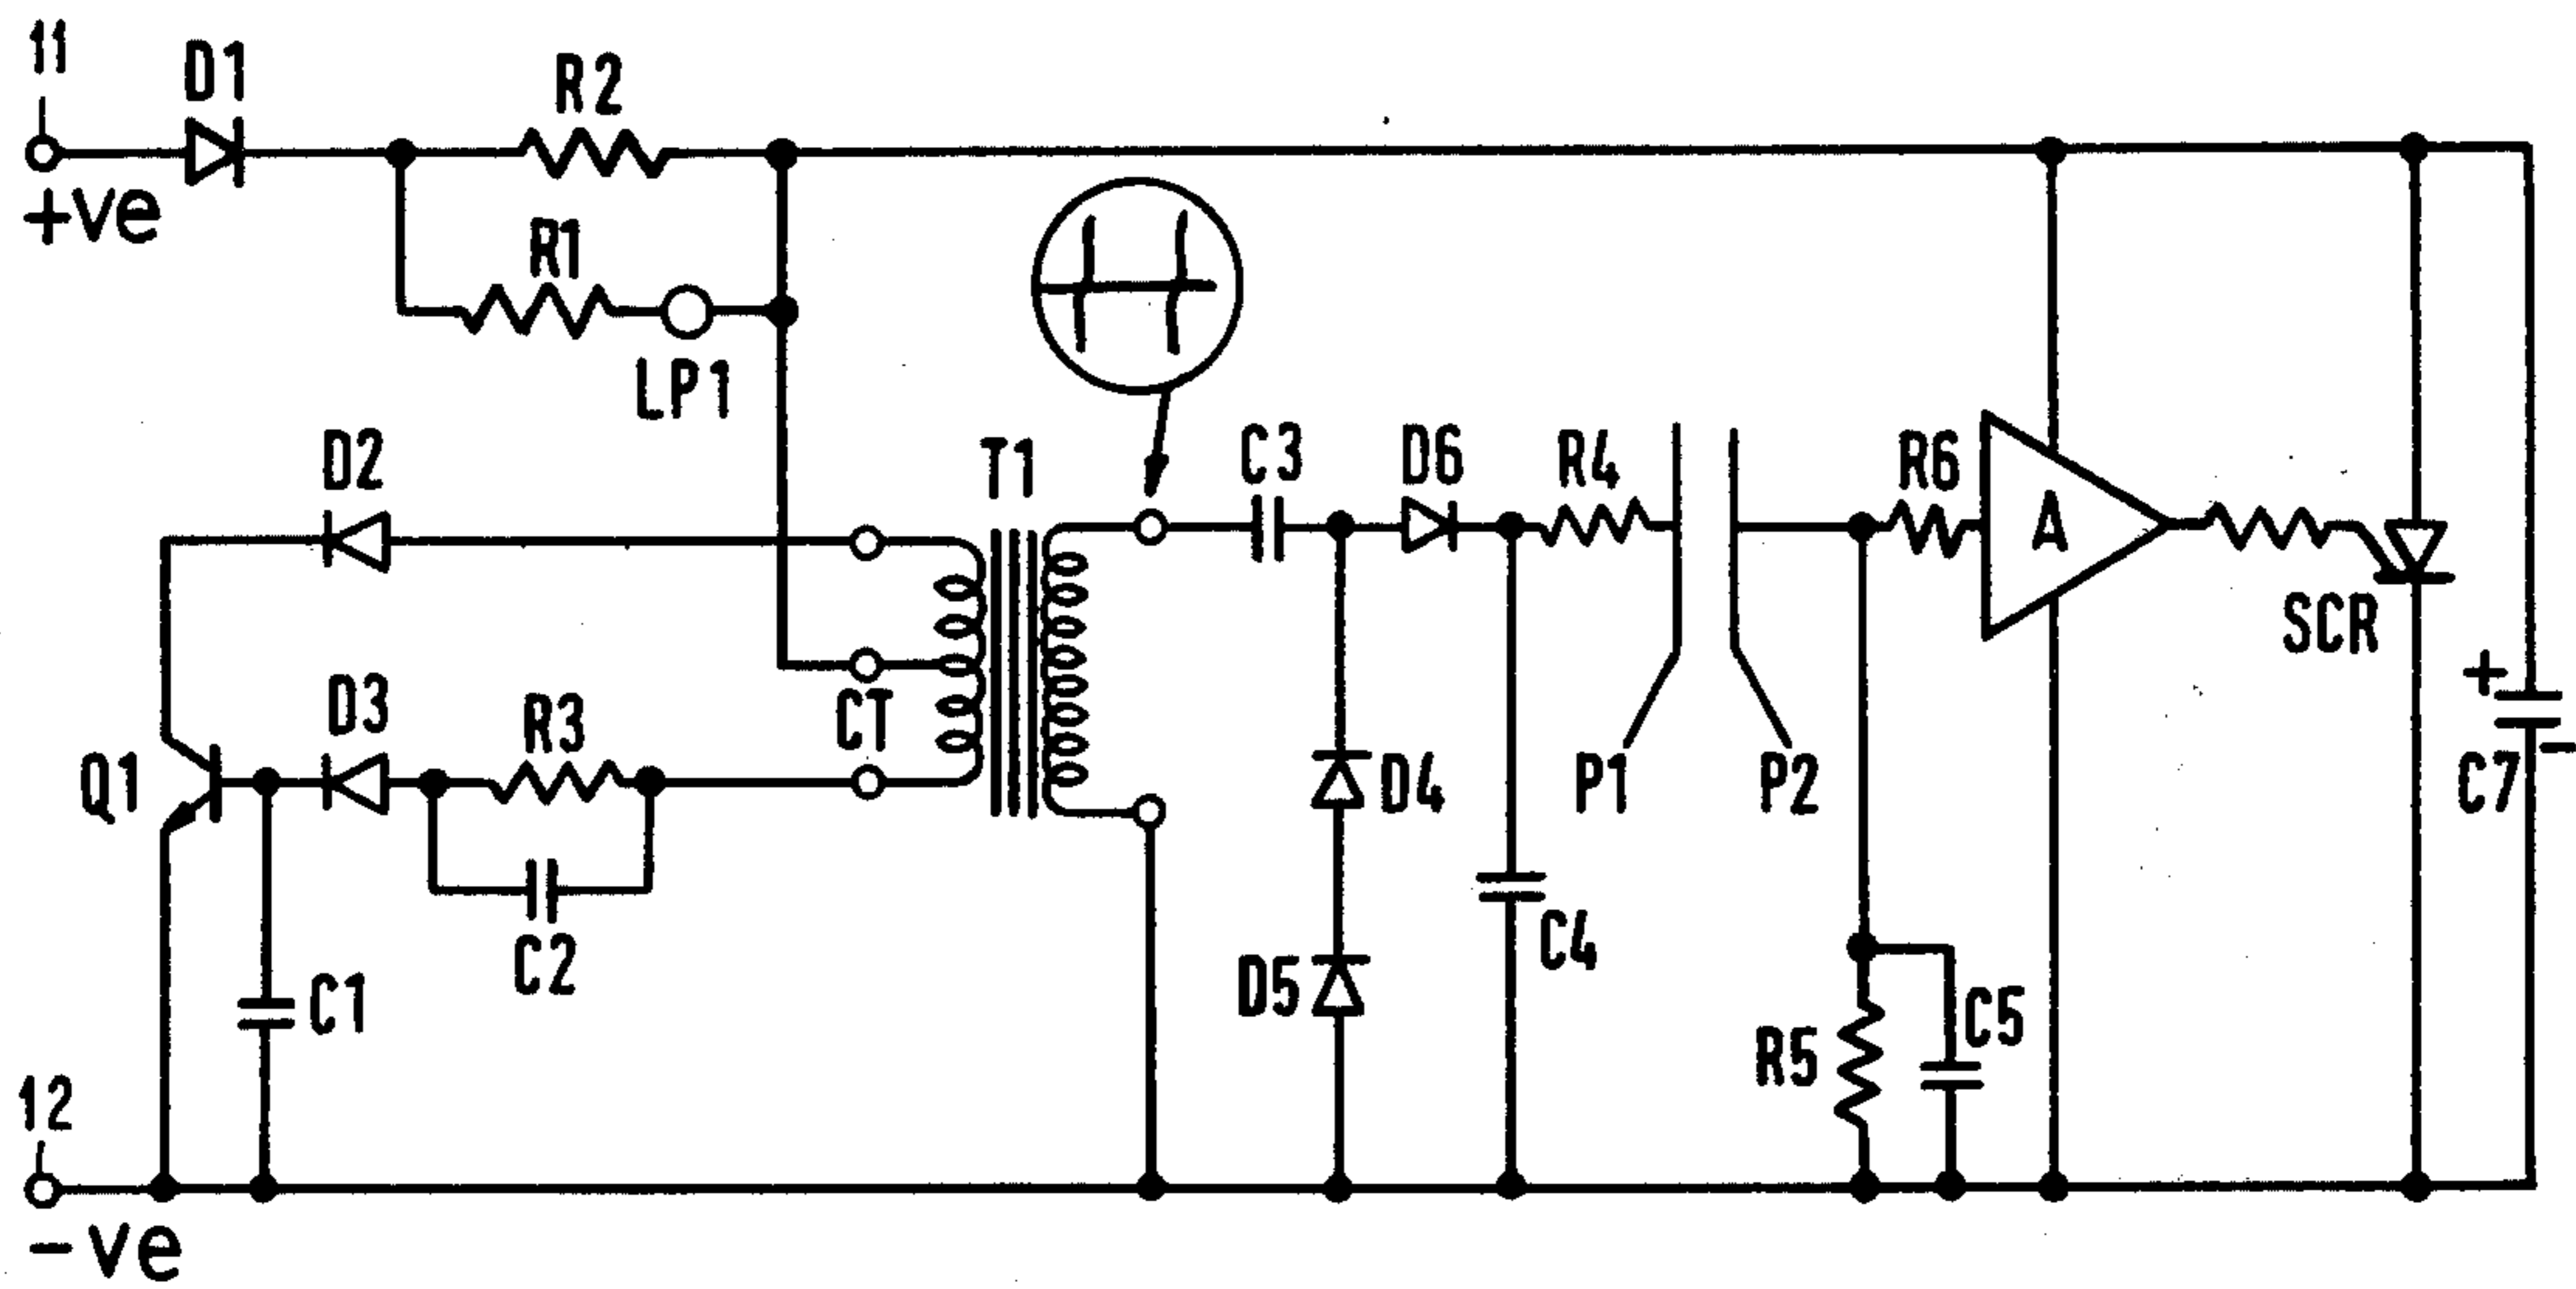 11
D1
R2
+ve
R1
LP1
D2
T1
C3
D6
R4
R6
A
SCR
D3
R3
CT
Q1
D4
P1
P2
+
-
C7
C2
C4
D5
C1
C5
R5
12
-ve